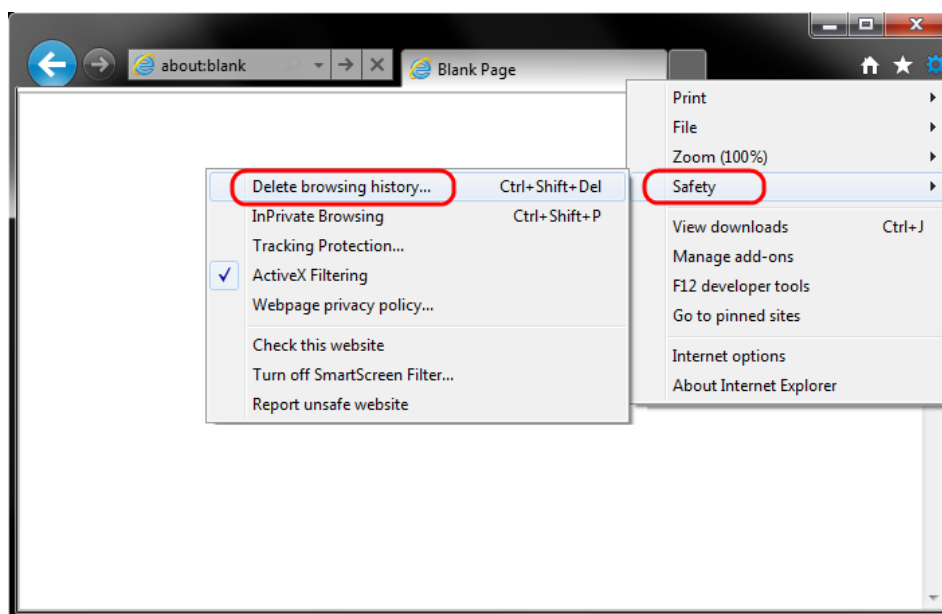 about:blank
Blank Page
Print
File
Zoom (100%)
Safety
View downloads Ctrl+J
Manage add-ons
F12 developer tools
Go to pinned sites
Internet options
About Internet Explorer
Delete browsing history... Ctrl+Shift+Del
InPrivate Browsing Ctrl+Shift+P
Tracking Protection...
ActiveX Filtering
Webpage privacy policy...
Check this website
Turn off SmartScreen Filter...
Report unsafe website